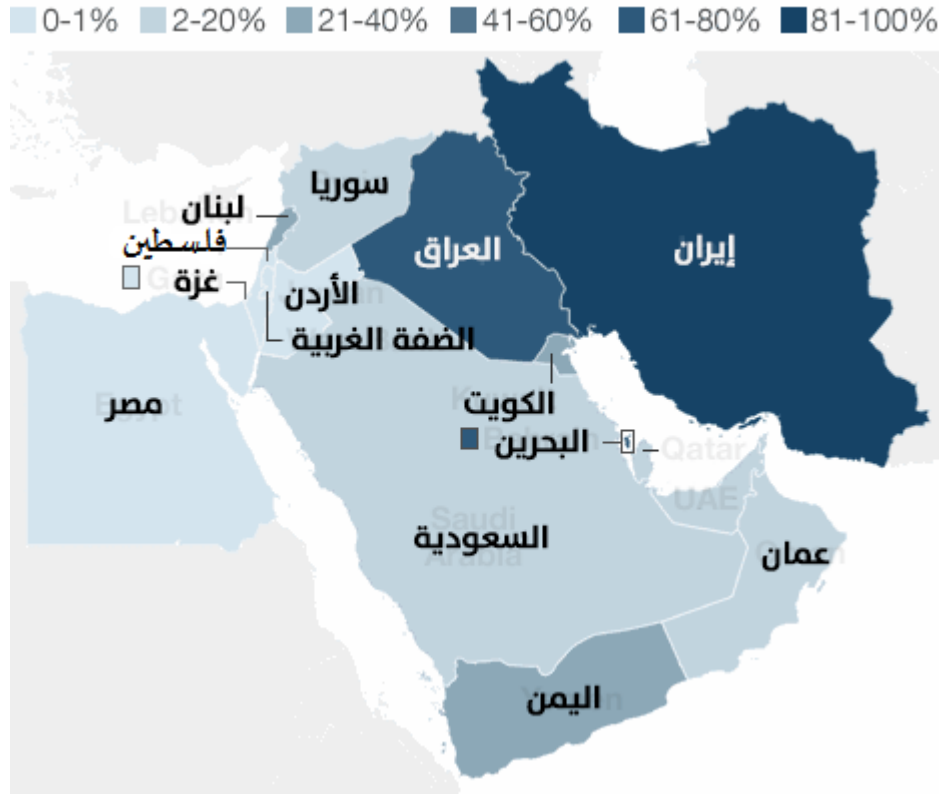 0-1% 2-20% 21-40% 41-60% 61-80% 81-100%
سوريا
لبنان
العراق
إيران
فلسطين
غزة
الأردن
الضفة الغربية
مصر
الكويت
البحرين
Qatar
UAE
Saudi
Arabia
السعودية
عمان
اليمن
Egypt